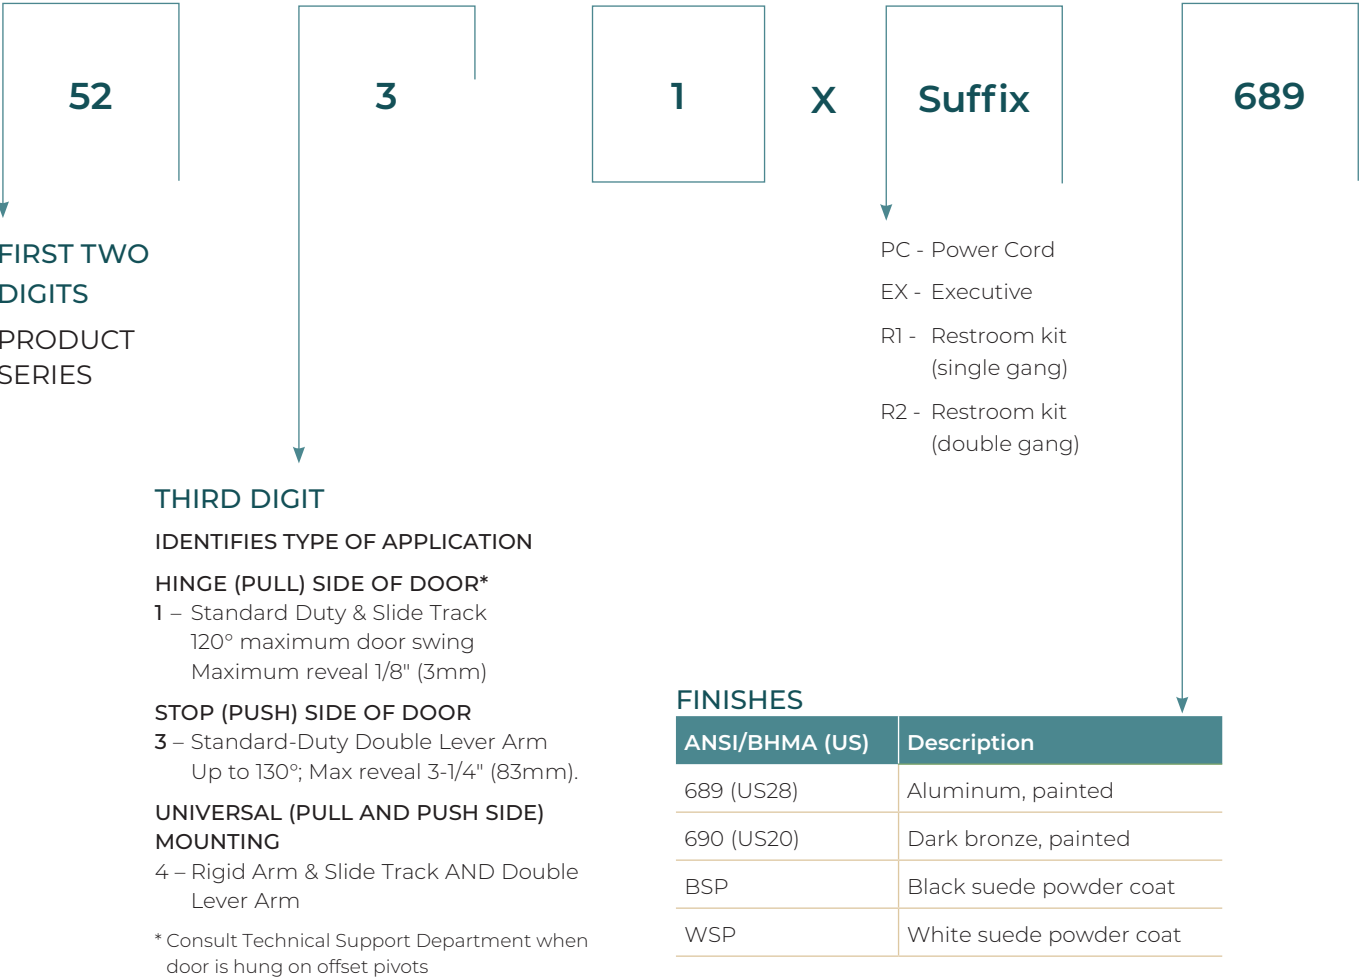 52 3 1 X Suffix 689
FIRST TWO
DIGITS
PRODUCT
SERIES
PC - Power Cord
EX - Executive
R1 - Restroom kit
(single gang)
R2 - Restroom kit
(double gang)
THIRD DIGIT
IDENTIFIES TYPE OF APPLICATION
HINGE (PULL) SIDE OF DOOR*
1 – Standard Duty & Slide Track
120° maximum door swing
Maximum reveal 1/8" (3mm)
STOP (PUSH) SIDE OF DOOR
3 – Standard-Duty Double Lever Arm
Up to 130°; Max reveal 3-1/4" (83mm).
UNIVERSAL (PULL AND PUSH SIDE)
MOUNTING
4 – Rigid Arm & Slide Track AND Double
Lever Arm
* Consult Technical Support Department when
door is hung on offset pivots
FINISHES
ANSI/BHMA (US) Description
689 (US28) Aluminum, painted
690 (US20) Dark bronze, painted
BSP Black suede powder coat
WSP White suede powder coat